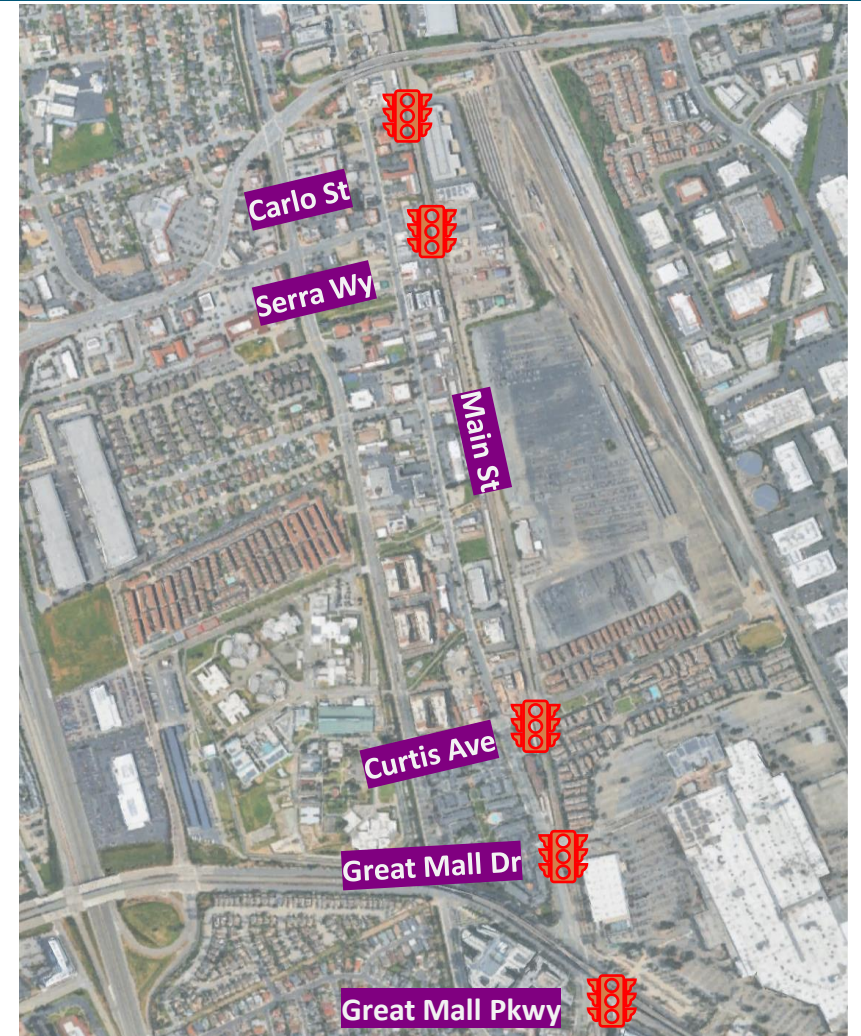 Carlo St
Serra Wy
Main St
Curtis Ave
Great Mall Dr
Great Mall Pkwy